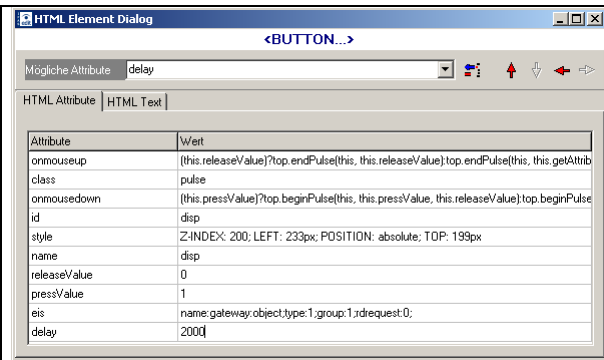 HTML Element Dialog
<BUTTON...>
Mögliche Attribute delay
HTML Attribute HTML Text
Attribute Wert
onmouseup (this.releaseValue)?top.endPulse(this, this.releaseValue):top.endPulse(this, this.getAttrib
class pulse
onmousedown (this.pressValue)?top.beginPulse(this, this.pressValue, this.releaseValue):top.beginPulse
id disp
style Z-INDEX: 200; LEFT: 233px; POSITION: absolute; TOP: 199px
name disp
releaseValue 0
pressValue 1
eis name:gateway:object;type:1;group:1;rdrequest:0;
delay 2000